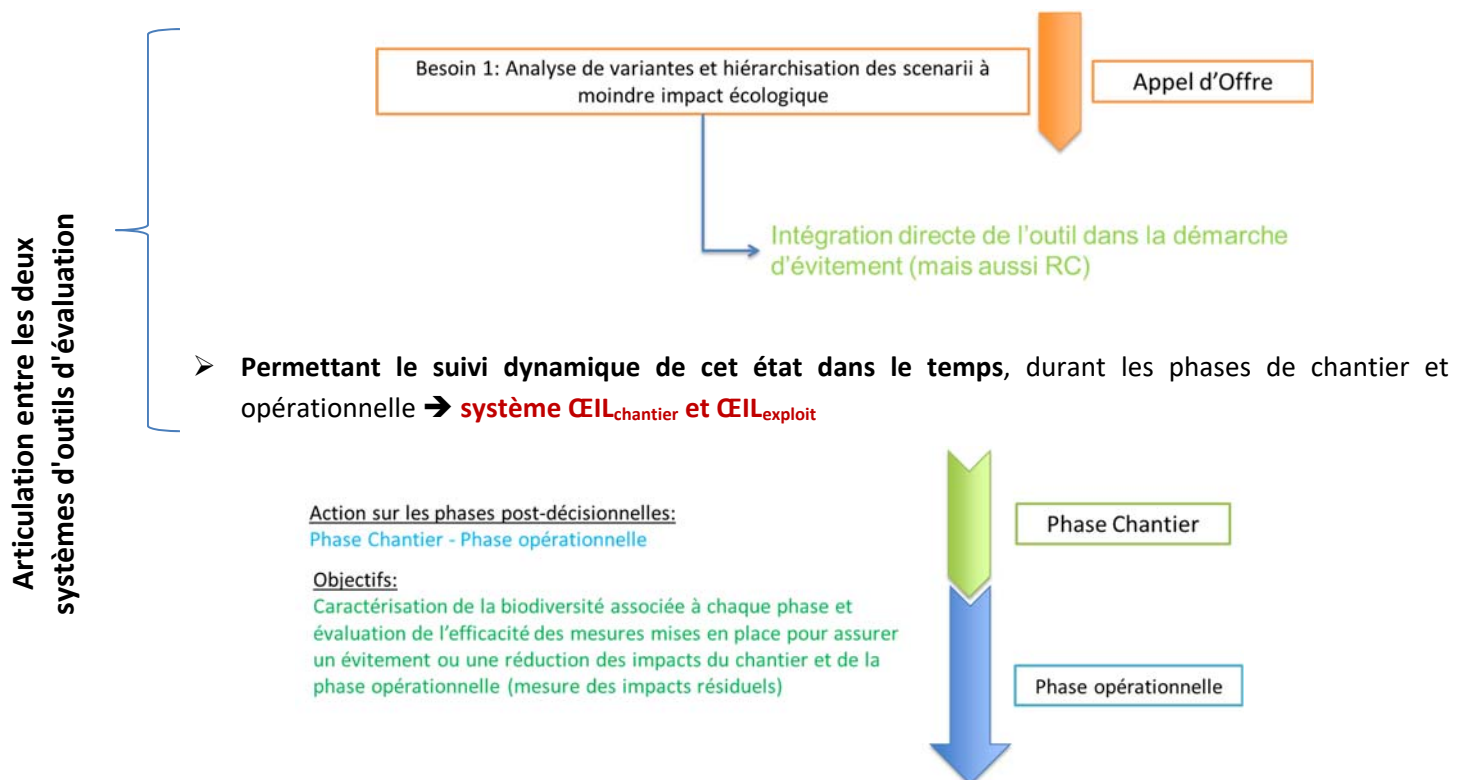 Articulation entre les deux
systèmes d'outils d'évaluation
Besoin 1: Analyse de variantes et hiérarchisation des scenarii à
moindre impact écologique
Appel d'Offre
Intégration directe de l'outil dans la démarche
d'évitement (mais aussi RC)
➢ Permettant le suivi dynamique de cet état dans le temps, durant les phases de chantier et
opérationnelle ➔ système ŒILchantier et ŒILexploit
Action sur les phases post-décisionnelles:
Phase Chantier - Phase opérationnelle
Objectifs:
Caractérisation de la biodiversité associée à chaque phase et
évaluation de l'efficacité des mesures mises en place pour assurer
un évitement ou une réduction des impacts du chantier et de la
phase opérationnelle (mesure des impacts résiduels)
Phase Chantier
Phase opérationnelle